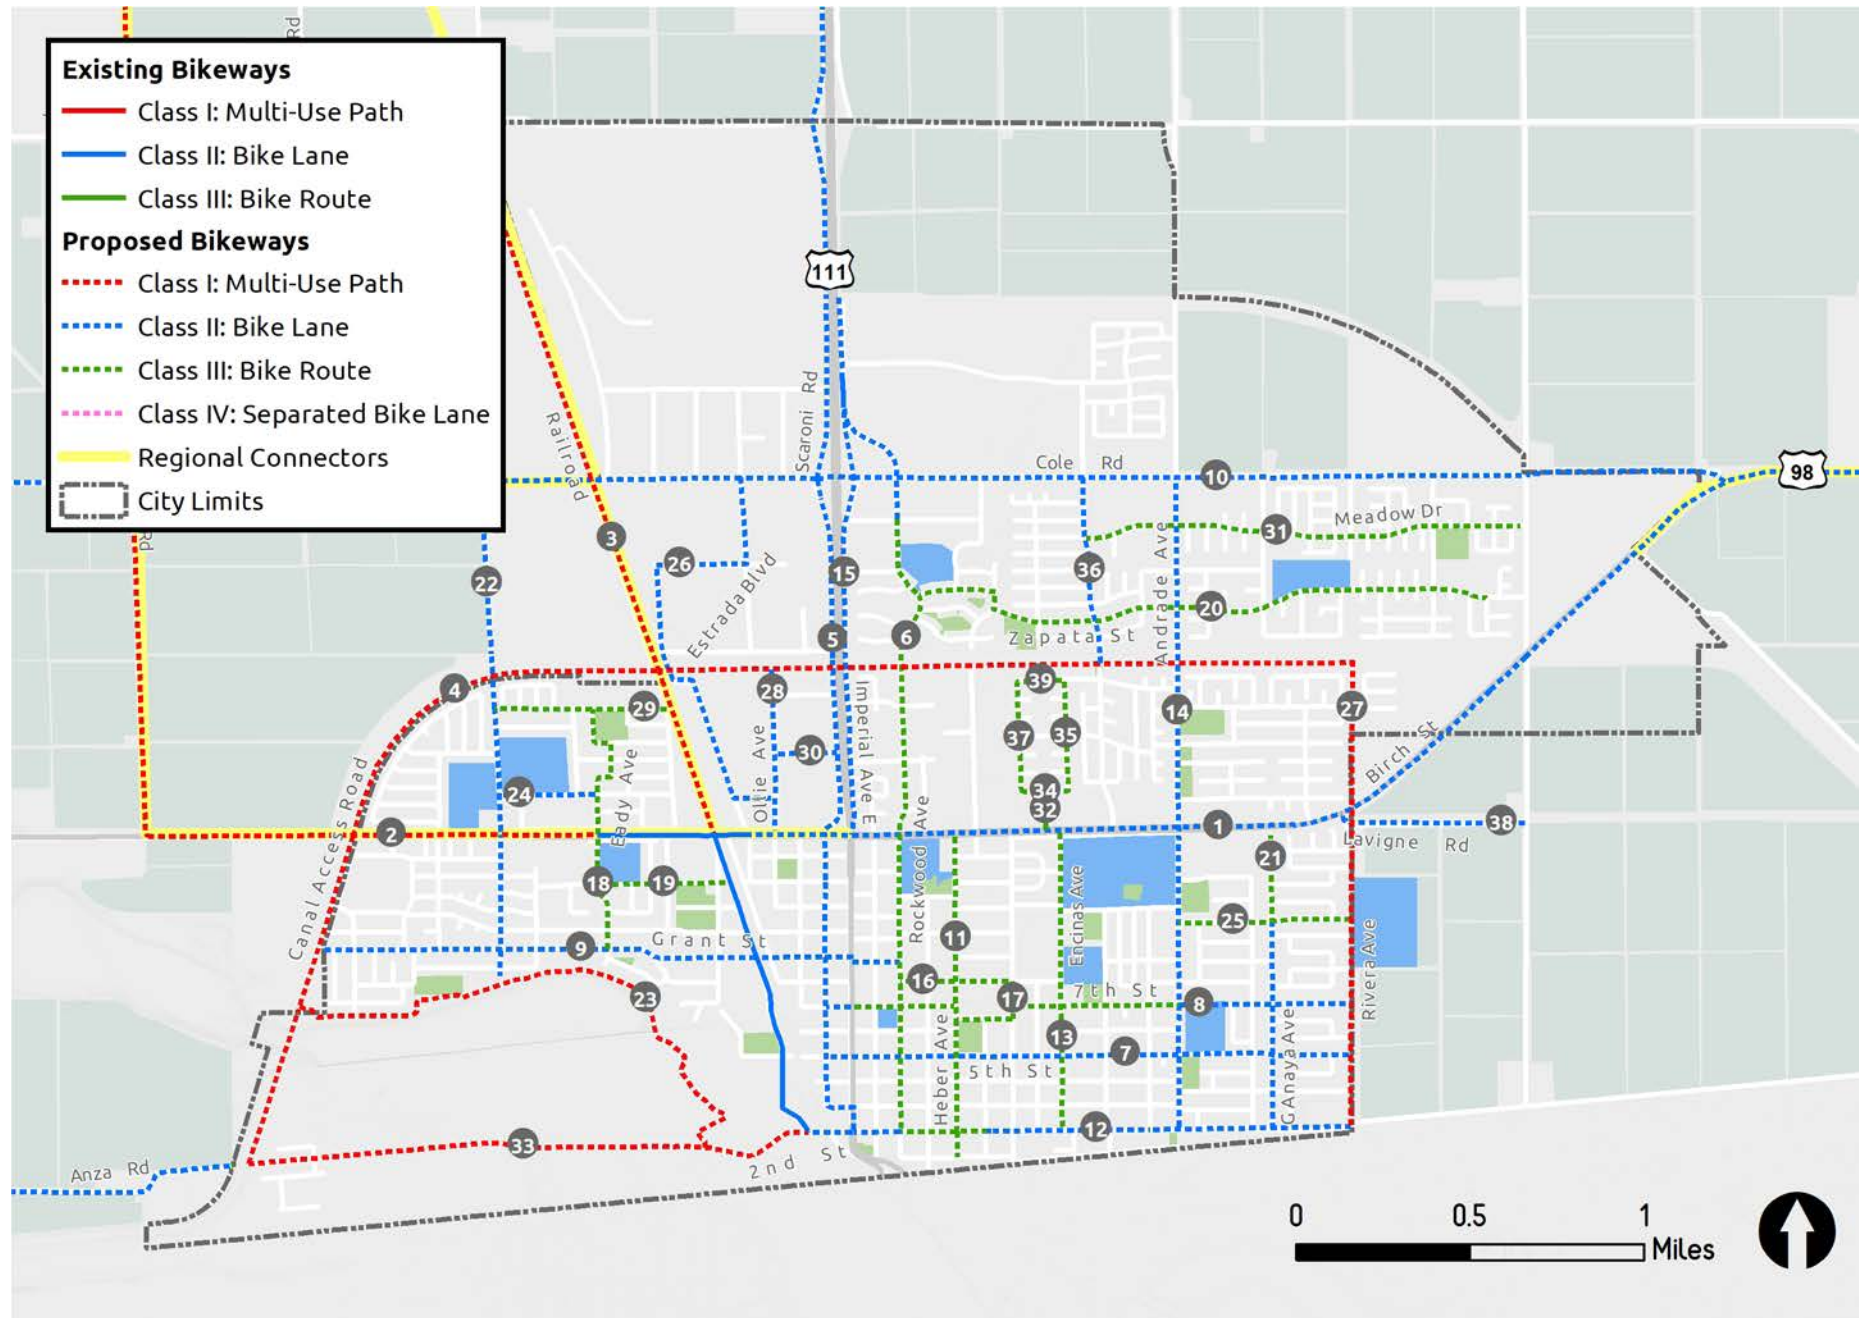 Rd
Existing Bikeways
Class I: Multi-Use Path
Class II: Bike Lane
Class III: Bike Route
Proposed Bikeways
Class I: Multi-Use Path
Class II: Bike Lane
Class III: Bike Route
Class IV: Separated Bike Lane
Regional Connectors
City Limits
111
Scaroni Rd
Railroad
Cole Rd
10
98
Rd
3
Meadow Dr
31
22
26
15
36
Andrade Ave
Estrada Blvd
20
5
6
Zapata St
4
28
39
29
14
27
37
35
30
Imperial Ave E
Ollie Ave
Eady Ave
Birch St
24
34
32
Canal Access Road
2
Rockwood Ave
1
38
Lavigne Rd
21
18
19
Encinas Ave
25
9
Grant St
11
Rivera Ave
16
23
17
7th St
8
13
7
5th St
Heber Ave
G Anaya Ave
12
33
Anza Rd
2nd St
0 0.5 1
Miles